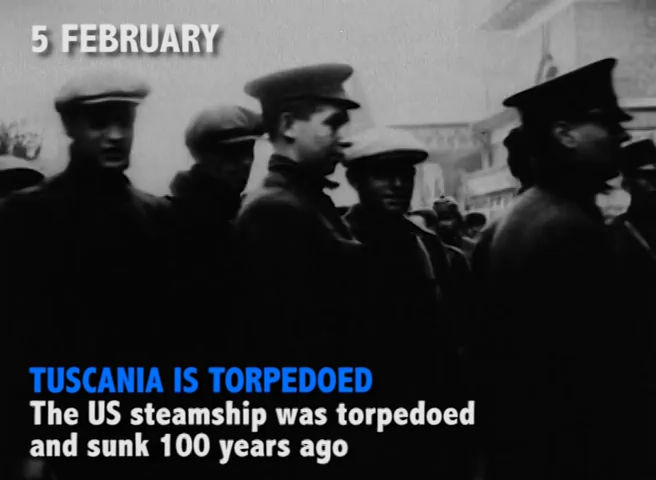 5 FEBRUARY
TUSCANIA IS TORPEDOED
The US steamship was torpedoed
and sunk 100 years ago